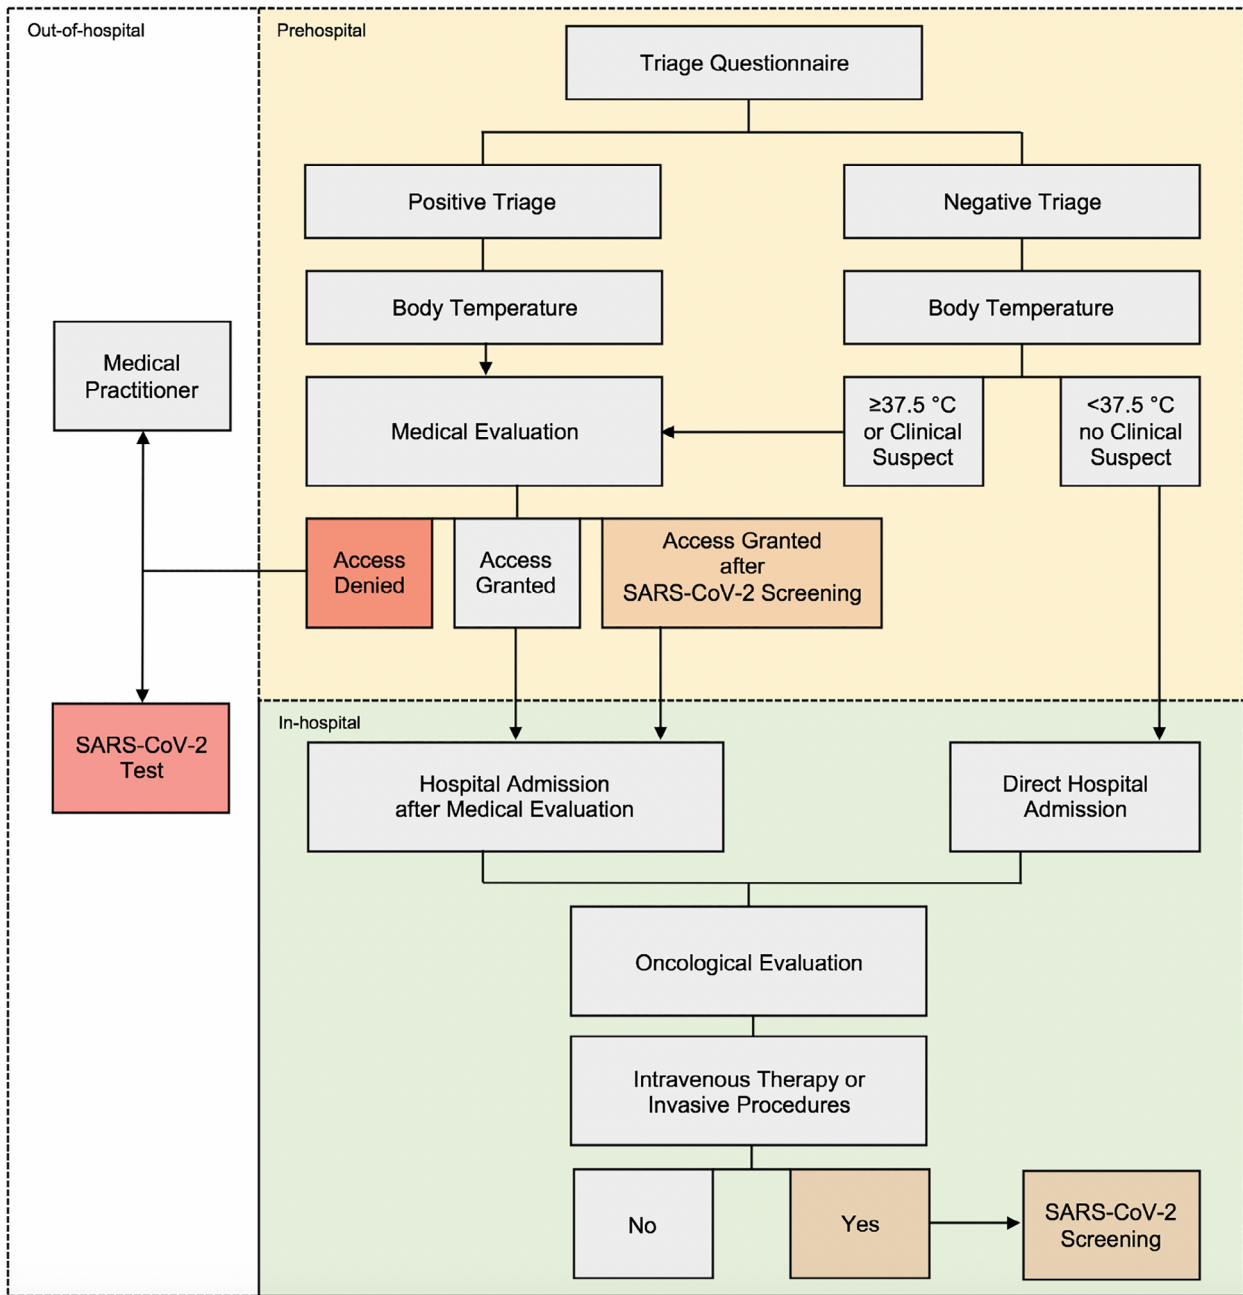 Out-of-hospital
Prehospital
Triage Questionnaire
Positive Triage
Negative Triage
Body Temperature
Body Temperature
Medical
Practitioner
Medical Evaluation
≥37.5 °C
or Clinical
Suspect
<37.5 °C
no Clinical
Suspect
Access
Denied
Access
Granted
Access Granted
after
SARS-CoV-2 Screening
SARS-CoV-2
Test
In-hospital
Hospital Admission
after Medical Evaluation
Direct Hospital
Admission
Oncological Evaluation
Intravenous Therapy or
Invasive Procedures
No
Yes
SARS-CoV-2
Screening